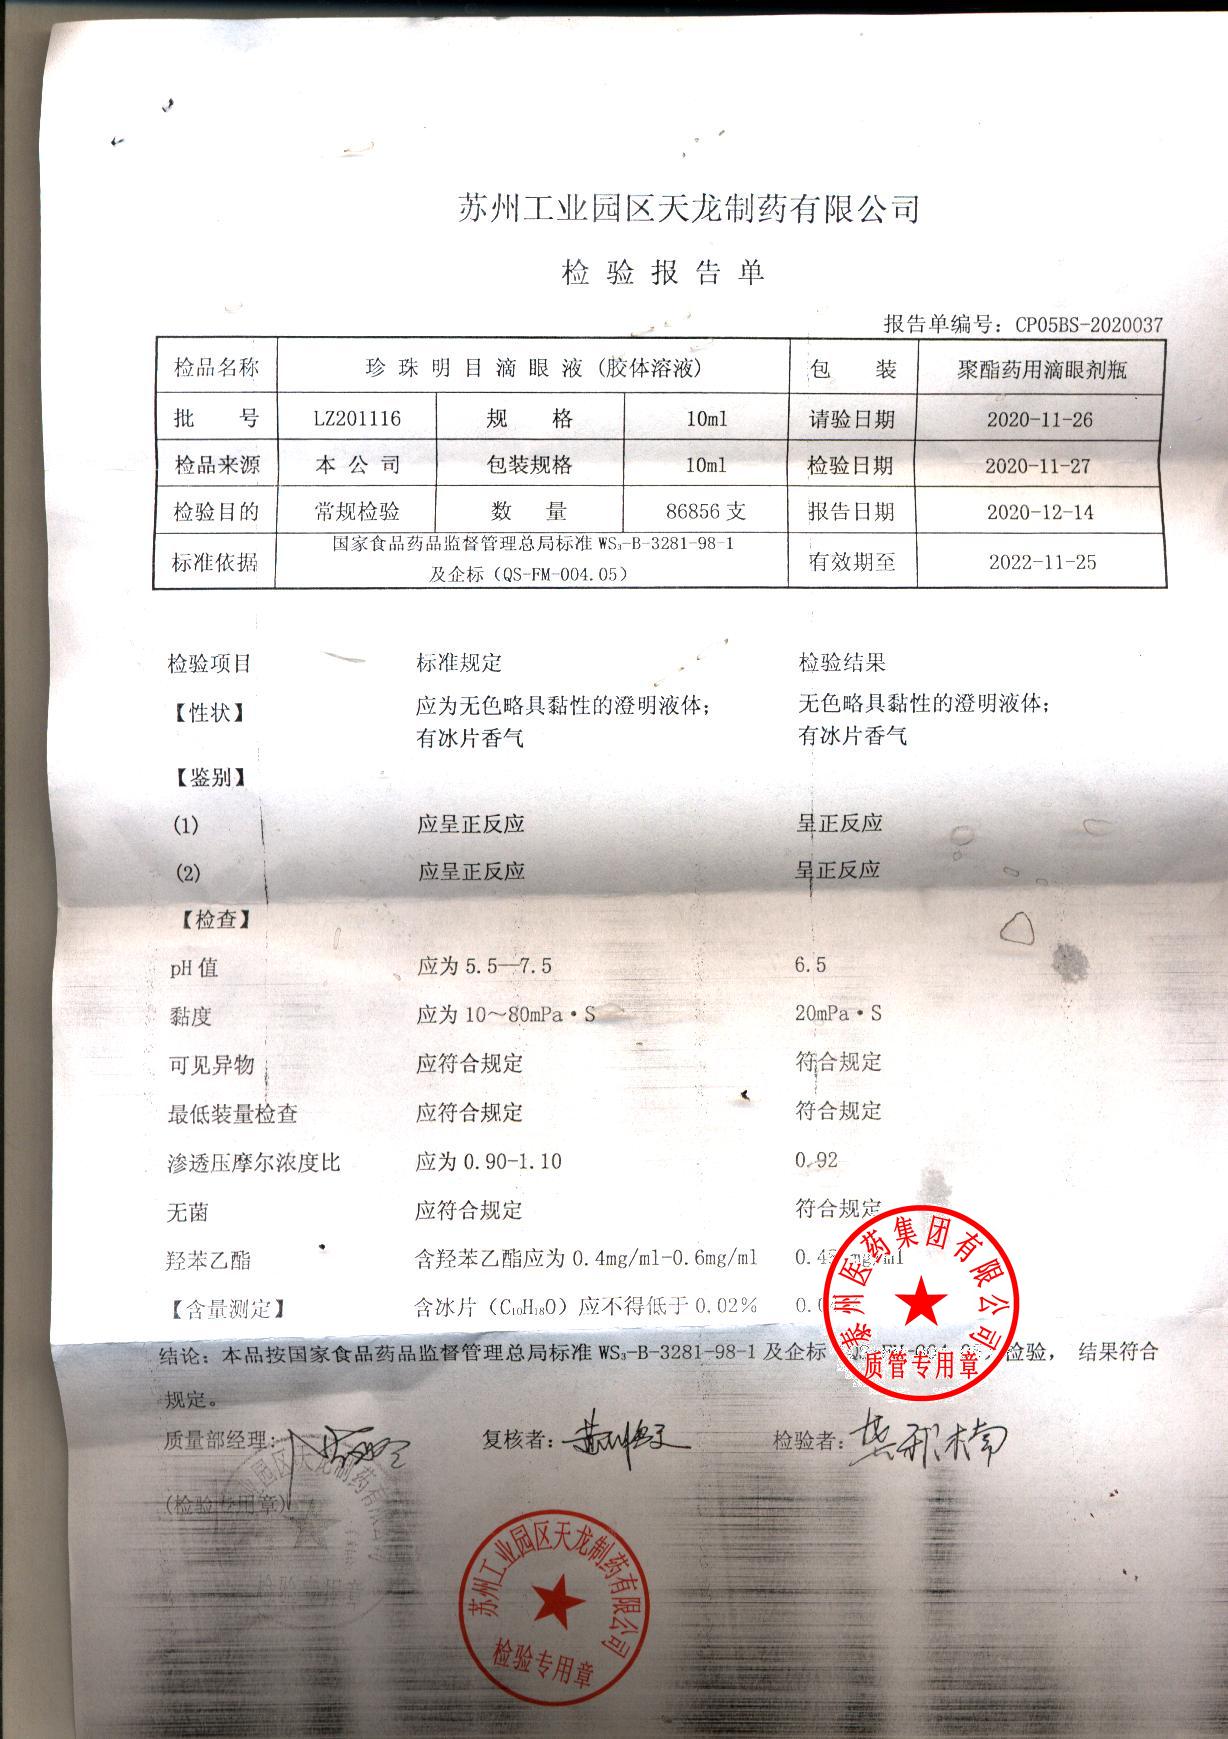 苏州工业园区天龙制药有限公司
检验报告单
报告单编号：CP05BS-2020037
检品名称 珍珠明目滴眼液（胶体溶液） 包 装 聚酯药用滴眼剂瓶
批 号 LZ201116 规 格 10ml 请验日期 2020-11-26
检品来源 本公司 包装规格 10ml 检验日期 2020-11-27
检验目的 常规检验 数 量 86856支 报告日期 2020-12-14
标准依据 国家食品药品监督管理总局标准 WS₃-B-3281-98-1 有效期至 2022-11-25
及企标（QS-FM-004.05）
检验项目 标准规定 检验结果
【性状】 应为无色略具黏性的澄明液体； 无色略具黏性的澄明液体；
有冰片香气 有冰片香气
【鉴别】
(1) 应呈正反应 呈正反应
(2) 应呈正反应 呈正反应
【检查】
pH值 应为5.5—7.5 6.5
黏度 应为10～80mPa·S 20mPa·S
可见异物 应符合规定 符合规定
最低装量检查 应符合规定 符合规定
渗透压摩尔浓度比 应为0.90-1.10 0.92
无菌 应符合规定 符合规定
羟苯乙酯 含羟苯乙酯应为 0.4mg/ml-0.6mg/ml mg/ml
【含量测定】 含冰片（C₁₀H₁₈O）应不得低于0.02%
结论：本品按国家食品药品监督管理总局标准 WS₃-B-3281-98-1 及企标 检验， 结果符合
规定。
质量部经理： 复核者： 检验者：
(检验专用章)
泰州医药集团有限公司
质管专用章
苏州工业园区天龙制药有限公司
检验专用章